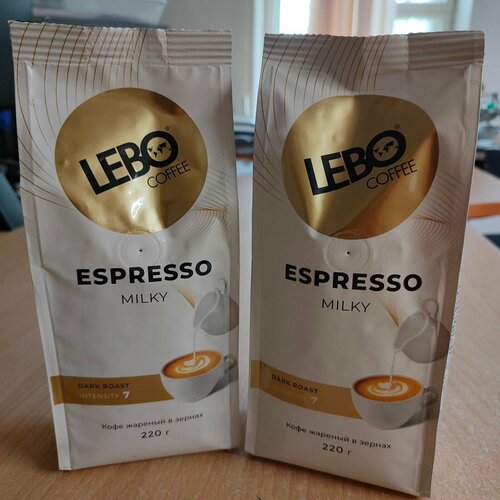 LEBO®
COFFEE
ESPRESSO
MILKY
DARK ROAST
INTENSITY 7
Кофе жареный в зернах
220 г
LEBO®
COFFEE
ESPRESSO
MILKY
DARK ROAST
INTENSITY 7
Кофе жареный в зернах
220 г